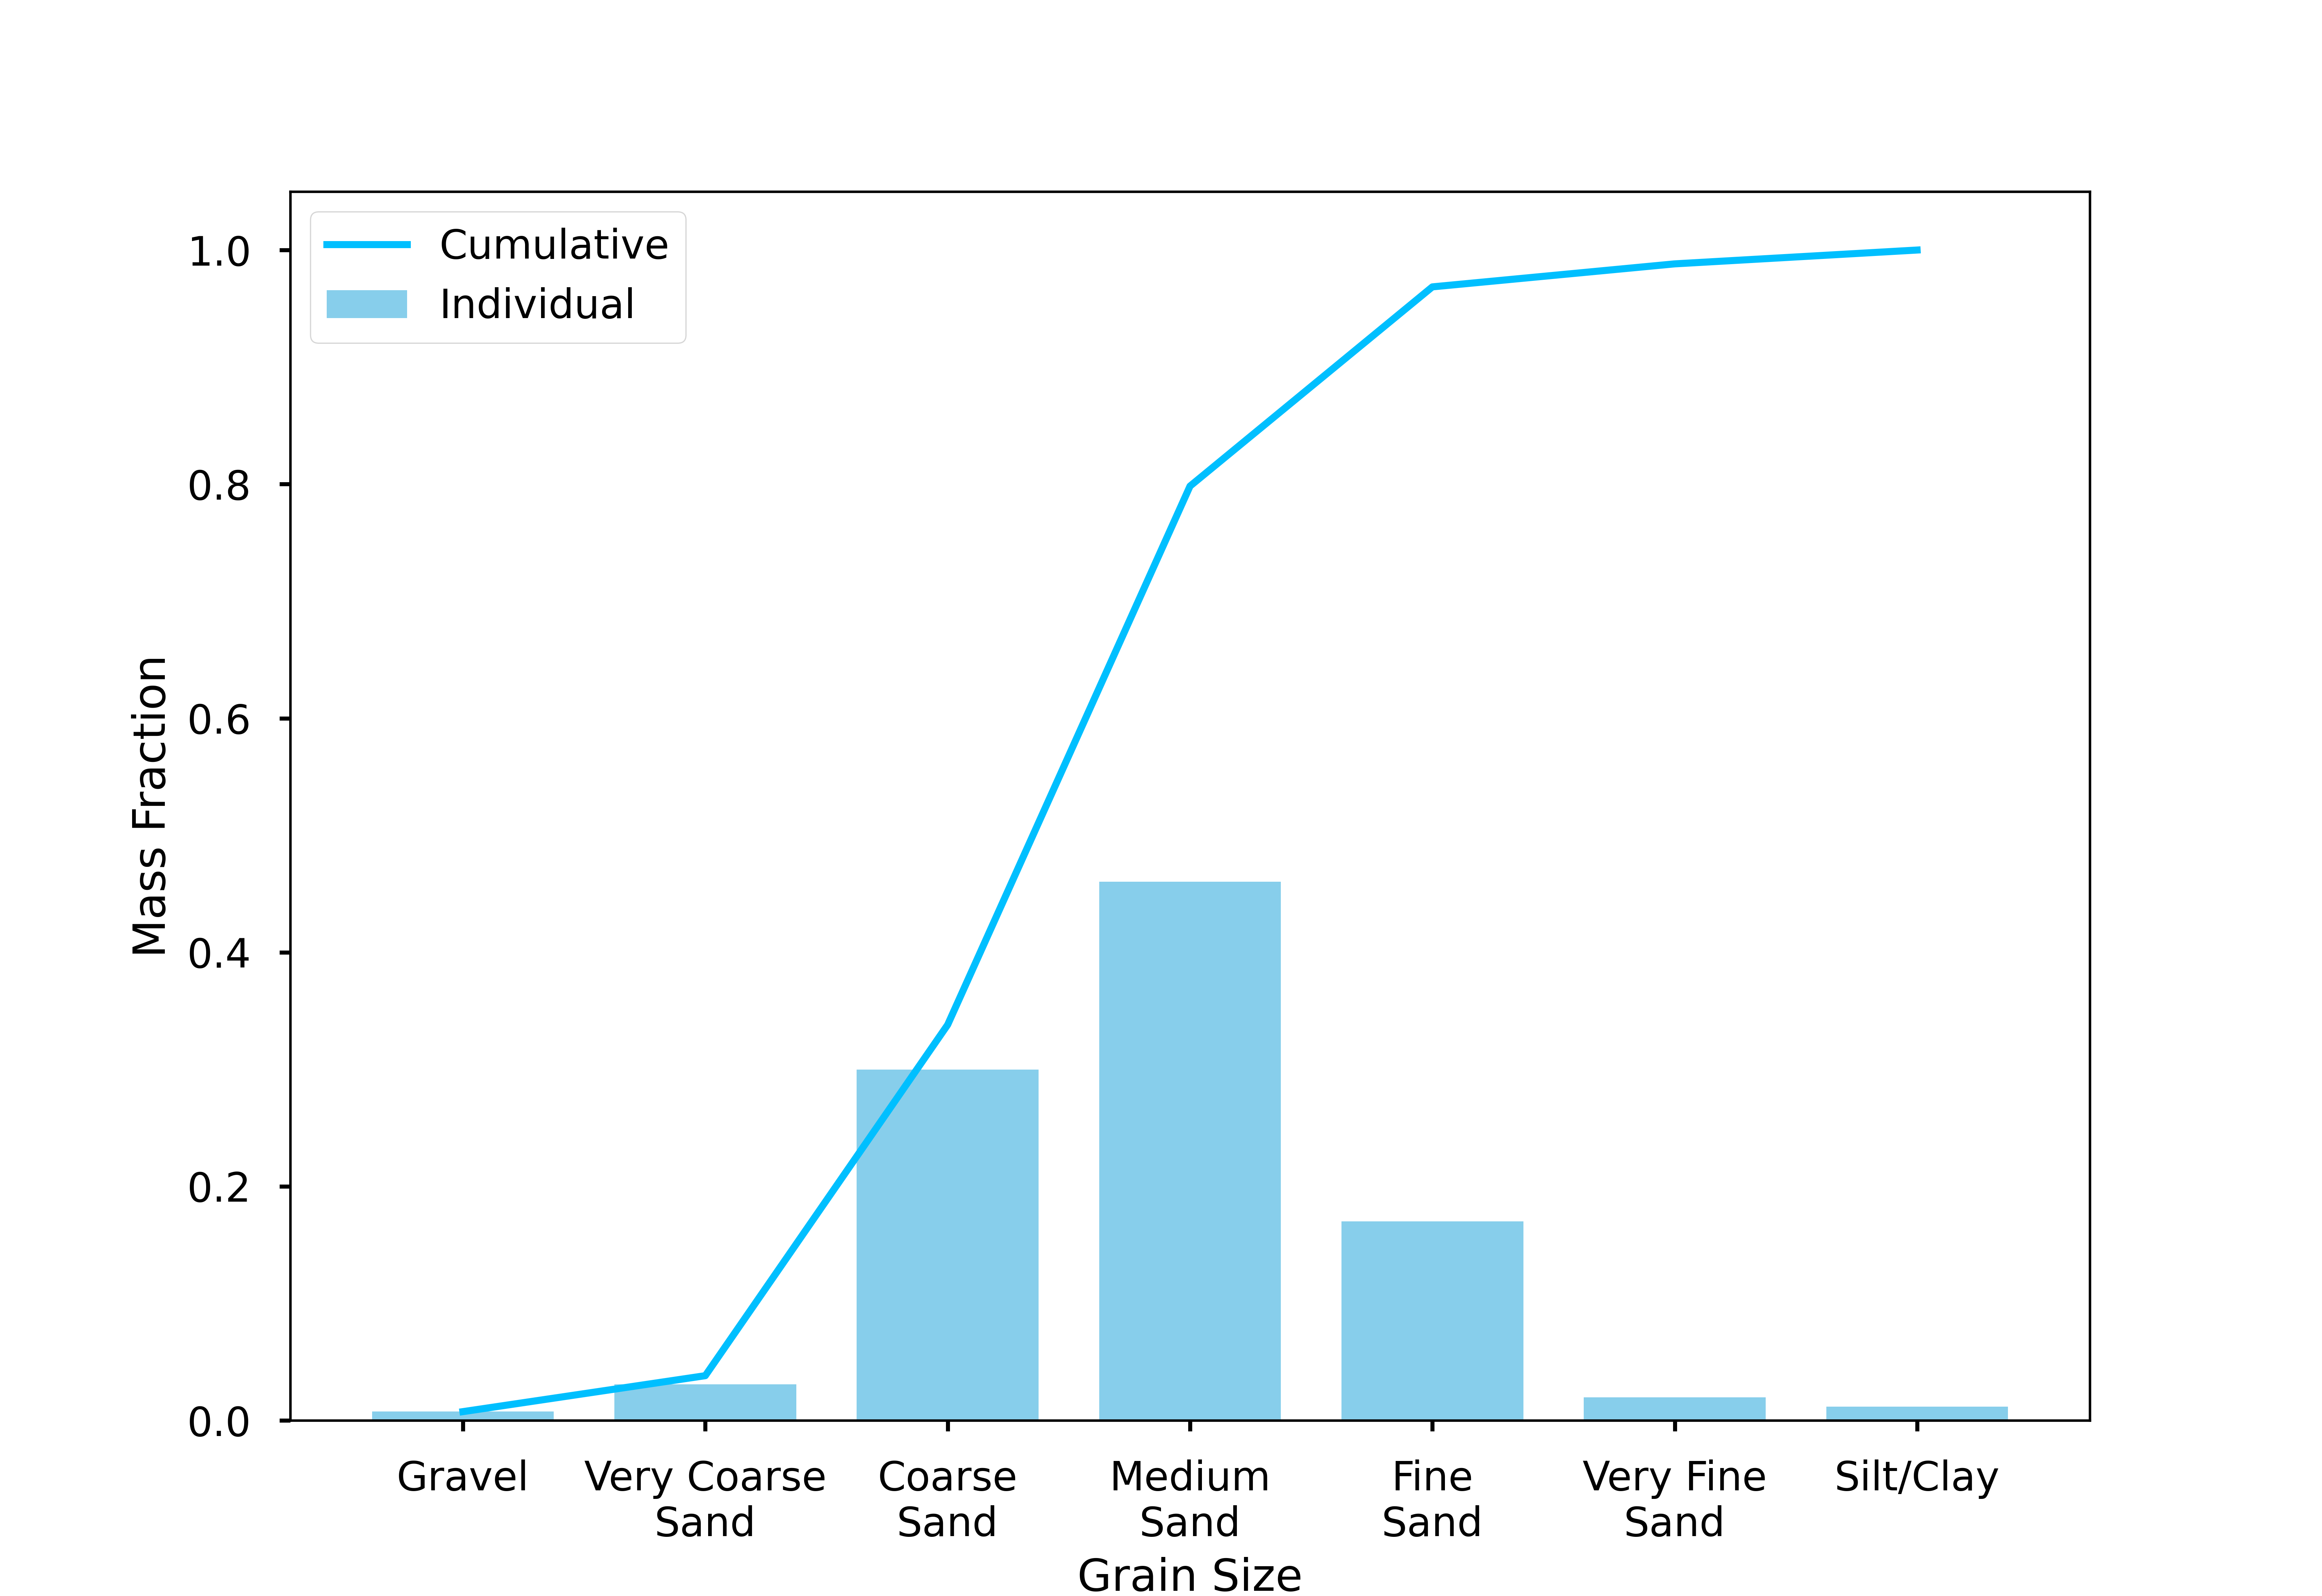 Cumulative
Individual
1.0
0.8
0.6
0.4
0.2
0.0
Mass Fraction
Gravel
Very Coarse
Sand
Coarse
Sand
Medium
Sand
Fine
Sand
Very Fine
Sand
Silt/Clay
Grain Size